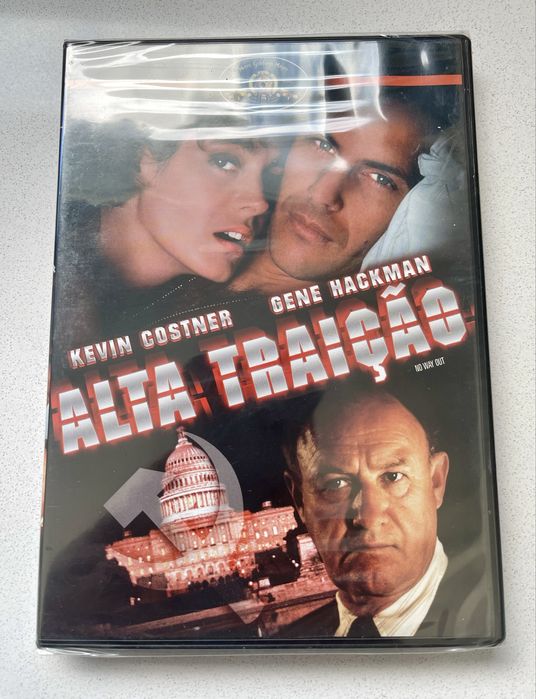 KEVIN COSTNER
GENE HACKMAN
ALTA TRAIÇÃO
NO WAY OUT